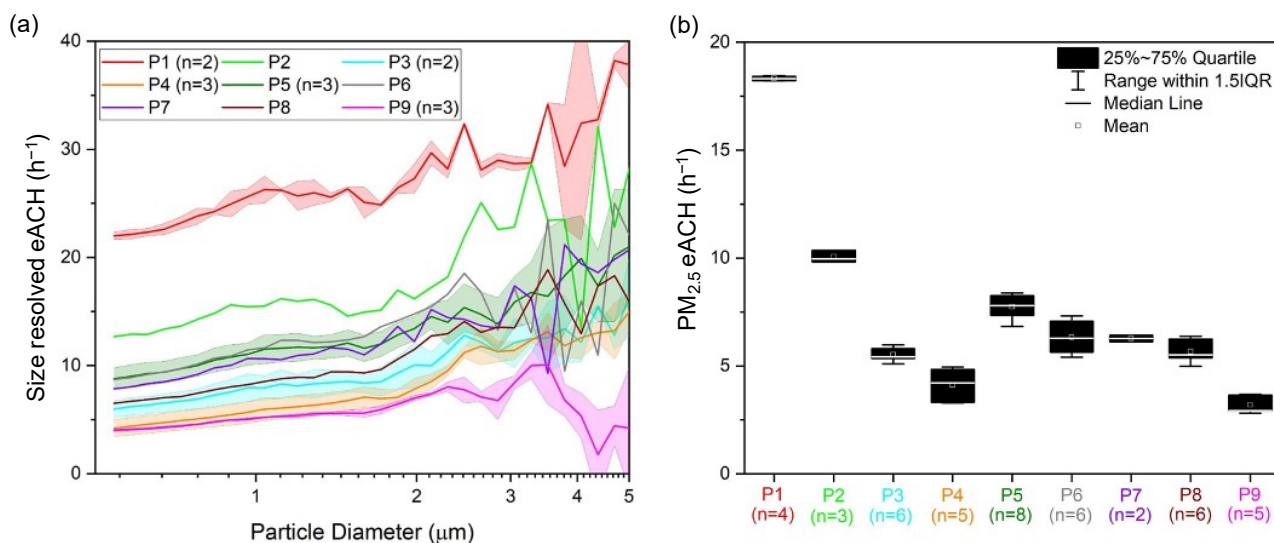 (a)
40
30
20
10
0
Size resolved eACH (h⁻¹)
P1 (n=2) P2 P3 (n=2)
P4 (n=3) P5 (n=3) P6
P7 P8 P9 (n=3)
1 2 3 4 5
Particle Diameter (μm)
(b)
20
15
10
5
0
PM₂.₅ eACH (h⁻¹)
25%~75% Quartile
Range within 1.5IQR
Median Line
Mean
P1 P2 P3 P4 P5 P6 P7 P8 P9
(n=4) (n=3) (n=6) (n=5) (n=8) (n=6) (n=2) (n=6) (n=5)